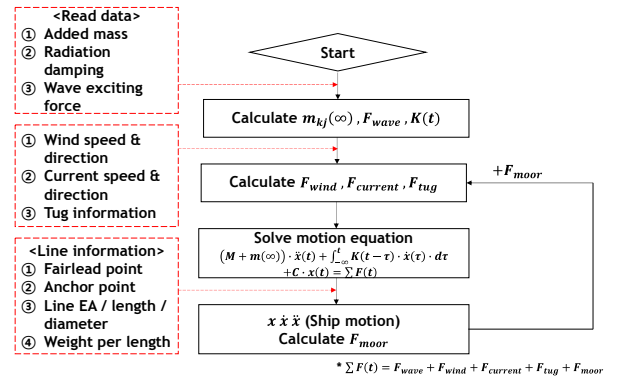 <Read data>
① Added mass
② Radiation
damping
③ Wave exciting
force
Start
Calculate m_kj(∞) , F_wave , K(t)
① Wind speed &
direction
② Current speed &
direction
③ Tug information
Calculate F_wind , F_current , F_tug
+F_moor
Solve motion equation
(M + m(∞)) · ẍ(t) + ∫_{-∞}^{t} K(t − τ) · ẋ(τ) · dτ
+C · x(t) = ∑ F(t)
<Line information>
① Fairlead point
② Anchor point
③ Line EA / length /
diameter
④ Weight per length
x ẋ ẍ (Ship motion)
Calculate F_moor
* ∑ F(t) = F_wave + F_wind + F_current + F_tug + F_moor